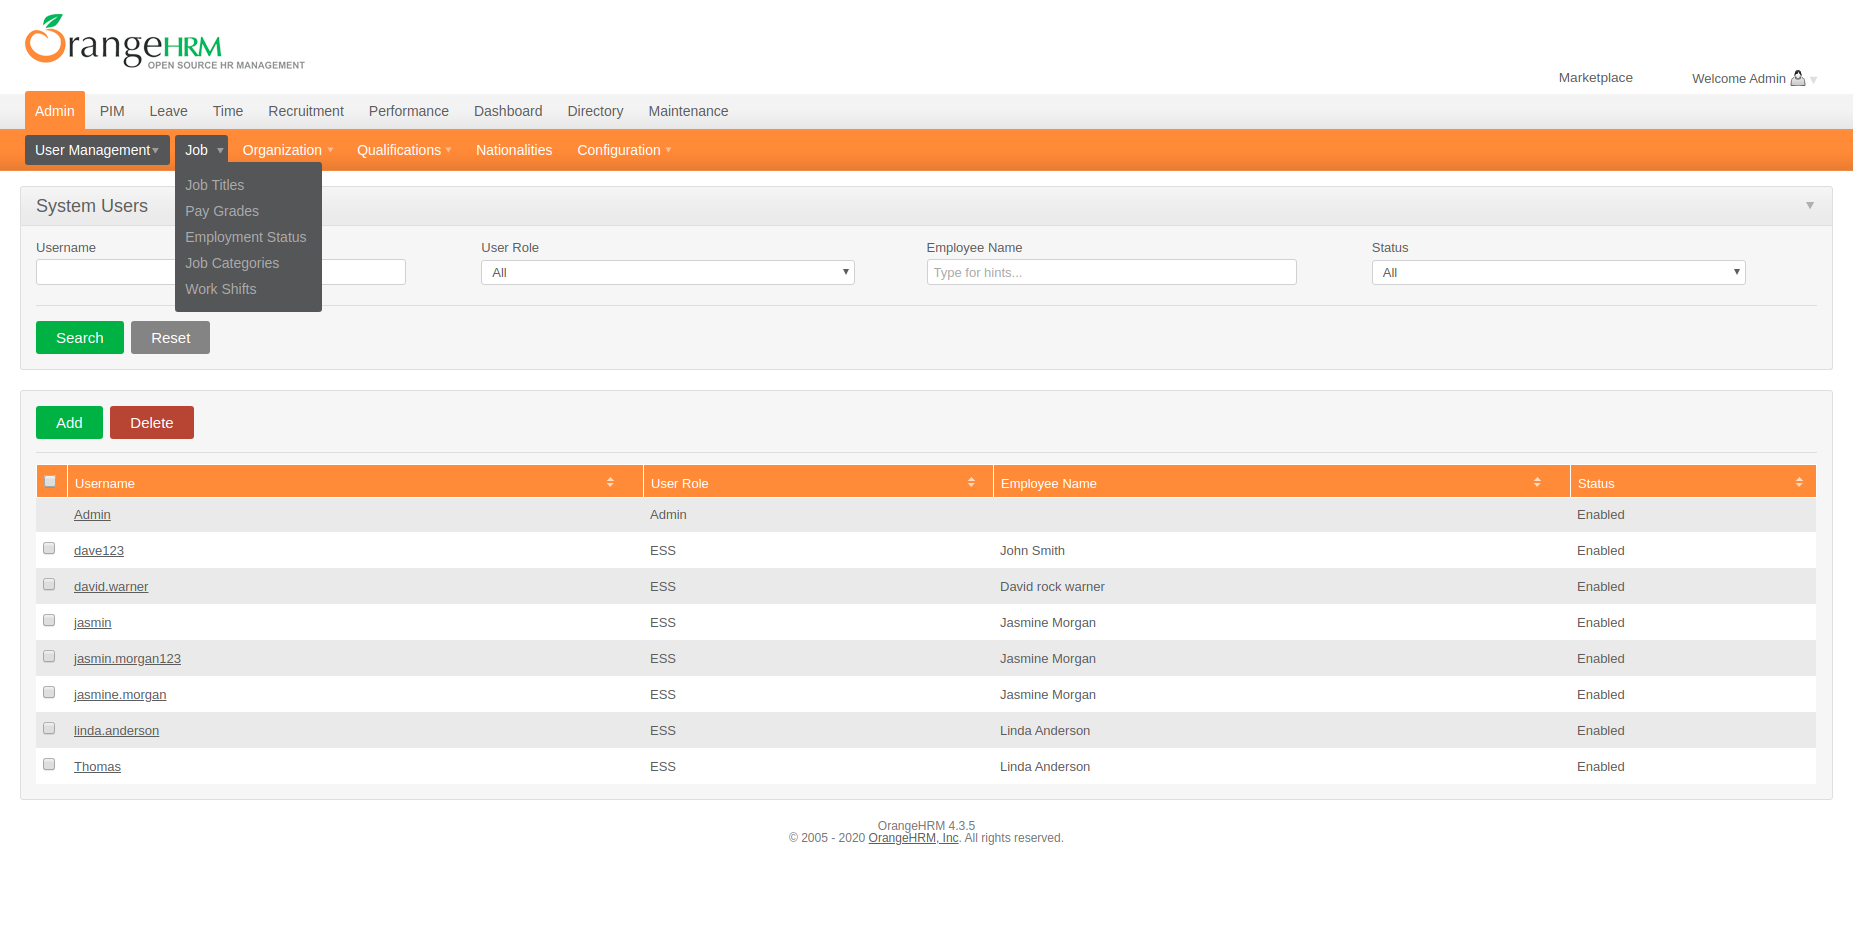 OrangeHRM
OPEN SOURCE HR MANAGEMENT
Marketplace Welcome Admin
Admin PIM Leave Time Recruitment Performance Dashboard Directory Maintenance
User Management Job Organization Qualifications Nationalities Configuration
Job Titles
Pay Grades
Employment Status
Job Categories
Work Shifts
System Users
Username User Role Employee Name Status
All Type for hints... All
Search Reset
Add Delete
Username User Role Employee Name Status
Admin Admin Enabled
dave123 ESS John Smith Enabled
david.warner ESS David rock warner Enabled
jasmin ESS Jasmine Morgan Enabled
jasmin.morgan123 ESS Jasmine Morgan Enabled
jasmine.morgan ESS Jasmine Morgan Enabled
linda.anderson ESS Linda Anderson Enabled
Thomas ESS Linda Anderson Enabled
OrangeHRM 4.3.5
© 2005 - 2020 OrangeHRM, Inc. All rights reserved.